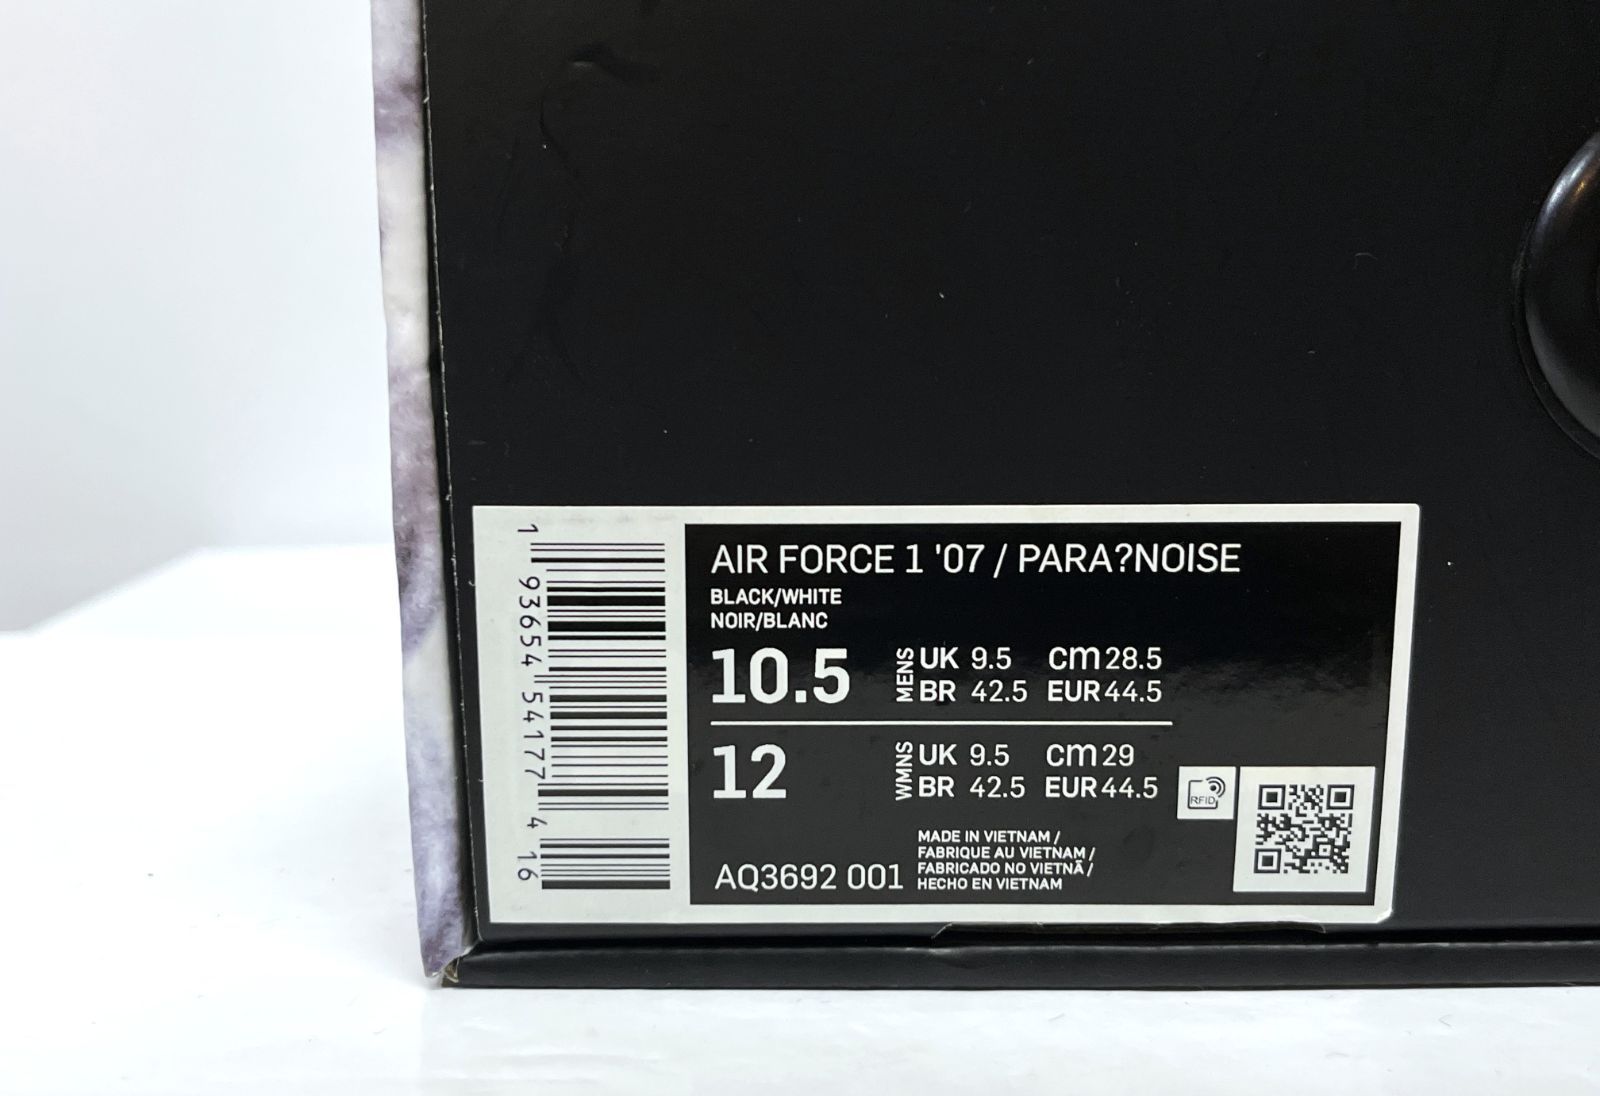 AIR FORCE 1 '07 / PARA?NOISE
BLACK/WHITE
NOIR/BLANC
10.5 MENS UK 9.5 cm 28.5
BR 42.5 EUR 44.5
12 WMNS UK 9.5 cm 29
BR 42.5 EUR 44.5
RFID
MADE IN VIETNAM /
FABRIQUE AU VIETNAM /
FABRICADO NO VIETNÃ /
HECHO EN VIETNAM
AQ3692 001
1 93654 54177 4 16